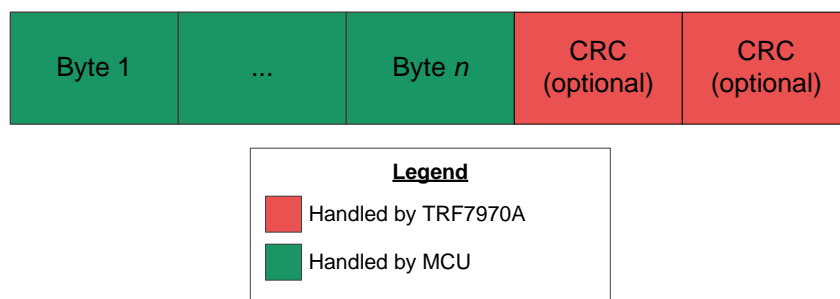 Byte 1
...
Byte n
CRC
(optional)
CRC
(optional)
Legend
Handled by TRF7970A
Handled by MCU